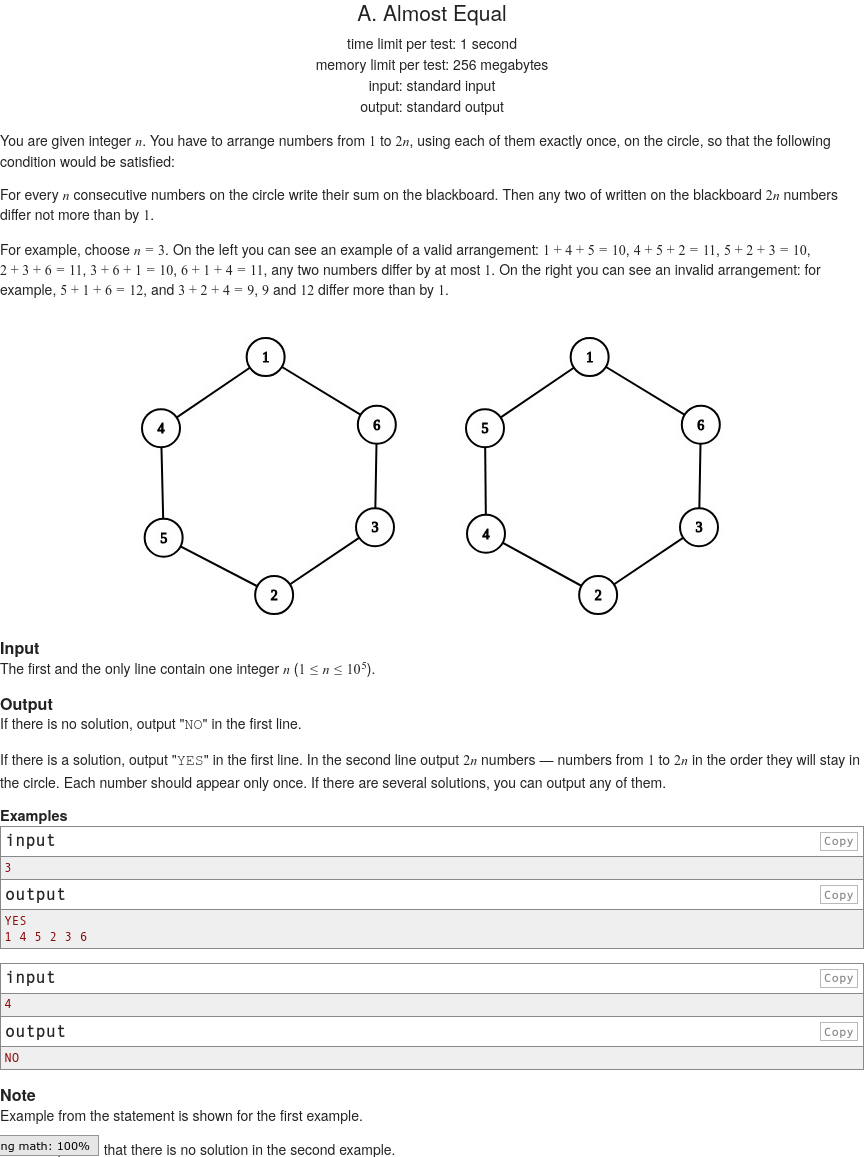 A. Almost Equal
time limit per test: 1 second
memory limit per test: 256 megabytes
input: standard input
output: standard output
You are given integer n. You have to arrange numbers from 1 to 2n, using each of them exactly once, on the circle, so that the following
condition would be satisfied:
For every n consecutive numbers on the circle write their sum on the blackboard. Then any two of written on the blackboard 2n numbers
differ not more than by 1.
For example, choose n = 3. On the left you can see an example of a valid arrangement: 1 + 4 + 5 = 10, 4 + 5 + 2 = 11, 5 + 2 + 3 = 10,
2 + 3 + 6 = 11, 3 + 6 + 1 = 10, 6 + 1 + 4 = 11, any two numbers differ by at most 1. On the right you can see an invalid arrangement: for
example, 5 + 1 + 6 = 12, and 3 + 2 + 4 = 9, 9 and 12 differ more than by 1.
1 1
4 6 5 6
5 3 4 3
2 2
Input
The first and the only line contain one integer n (1 ≤ n ≤ 10⁵).
Output
If there is no solution, output "NO" in the first line.
If there is a solution, output "YES" in the first line. In the second line output 2n numbers — numbers from 1 to 2n in the order they will stay in
the circle. Each number should appear only once. If there are several solutions, you can output any of them.
Examples
input Copy
3
output Copy
YES
1 4 5 2 3 6
input Copy
4
output Copy
NO
Note
Example from the statement is shown for the first example.
ng math: 100% that there is no solution in the second example.